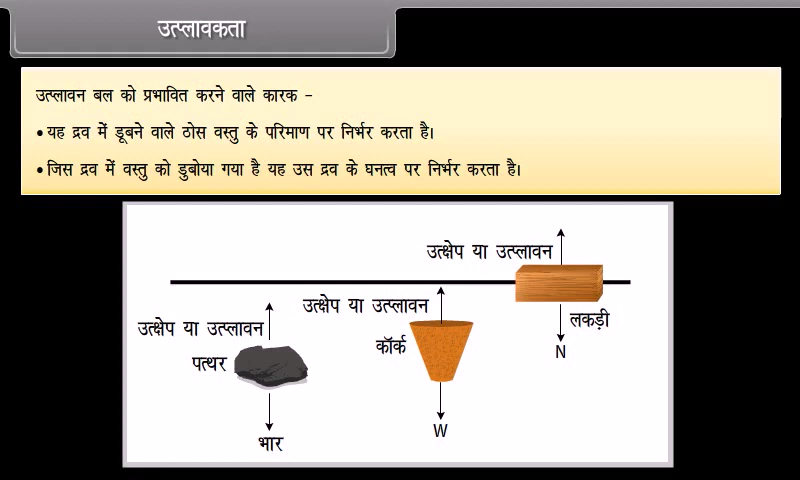 उत्प्लावकता
उत्प्लावन बल को प्रभावित करने वाले कारक –
• यह द्रव में डूबने वाले ठोस वस्तु के परिमाण पर निर्भर करता है।
• जिस द्रव में वस्तु को डुबोया गया है यह उस द्रव के घनत्व पर निर्भर करता है।
उत्क्षेप या उत्प्लावन
उत्क्षेप या उत्प्लावन
उत्क्षेप या उत्प्लावन
लकड़ी
कॉर्क
पत्थर
N
W
भार